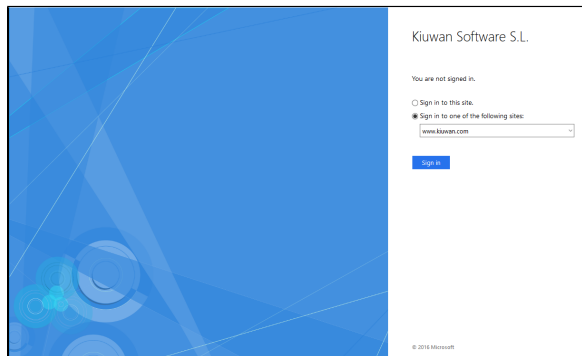 Kiuwan Software S.L.
You are not signed in.
Sign in to this site.
Sign in to one of the following sites:
www.kiuwan.com
Sign in
© 2016 Microsoft